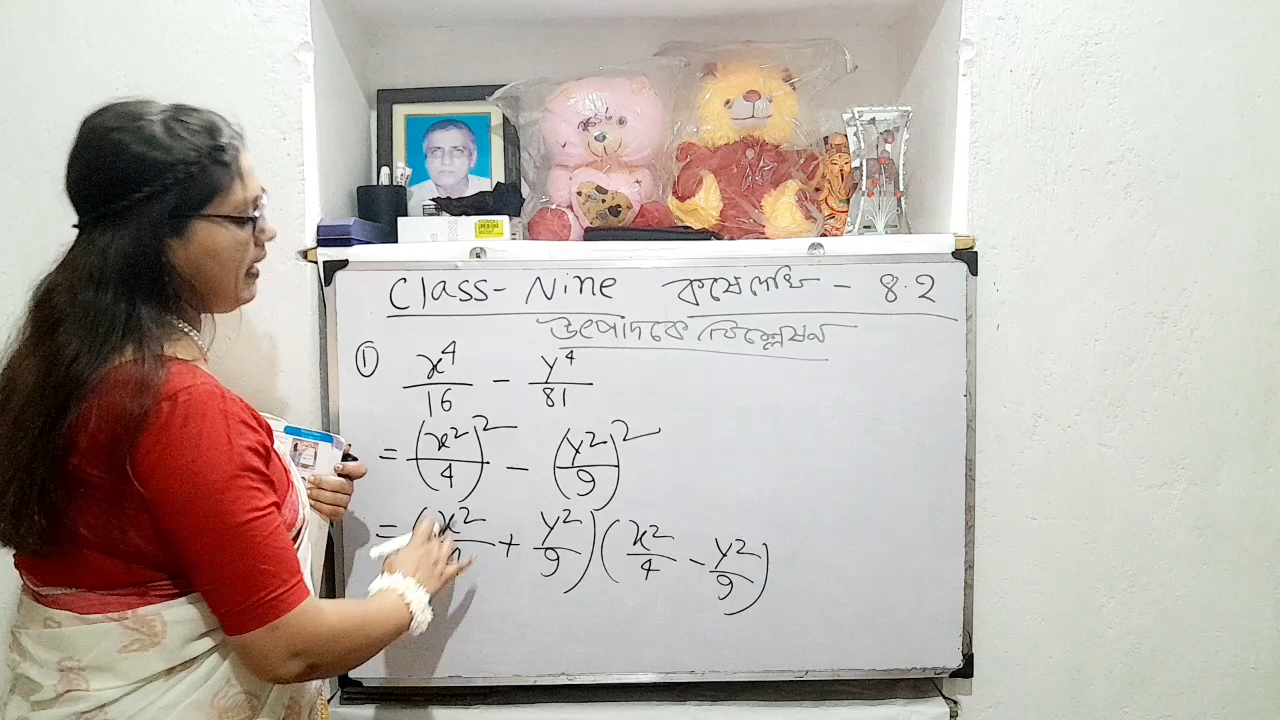 Class- Nine কষে দেখি - 8.2
উৎপাদকে বিশ্লেষন
① x⁴/16 - y⁴/81
= (x²/4)² - (y²/9)²
= (x²/4 + y²/9)(x²/4 - y²/9)